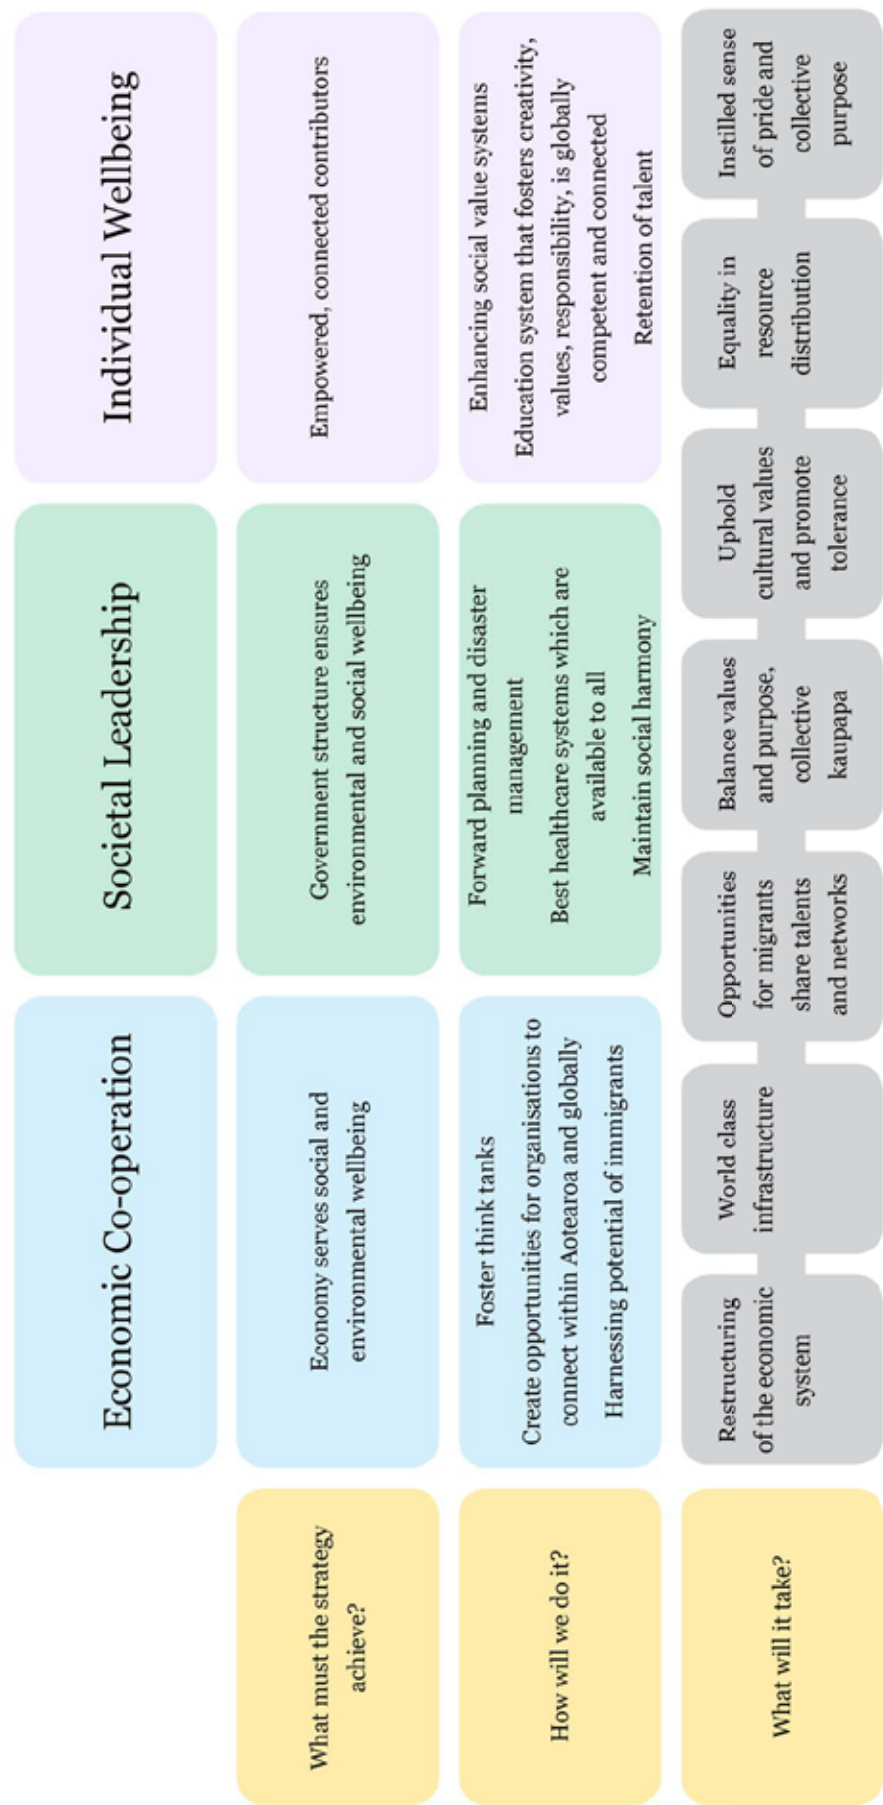 Economic Co-operation
Societal Leadership
Individual Wellbeing
What must the strategy
achieve?
Economy serves social and
environmental wellbeing
Government structure ensures
environmental and social wellbeing
Empowered, connected contributors
How will we do it?
Foster think tanks
Create opportunities for organisations to
connect within Aotearoa and globally
Harnessing potential of immigrants
Forward planning and disaster
management
Best healthcare systems which are
available to all
Maintain social harmony
Enhancing social value systems
Education system that fosters creativity,
values, responsibility, is globally
competent and connected
Retention of talent
What will it take?
Restructuring
of the economic
system
World class
infrastructure
Opportunities
for migrants
share talents
and networks
Balance values
and purpose,
collective
kaupapa
Uphold
cultural values
and promote
tolerance
Equality in
resource
distribution
Instilled sense
of pride and
collective
purpose